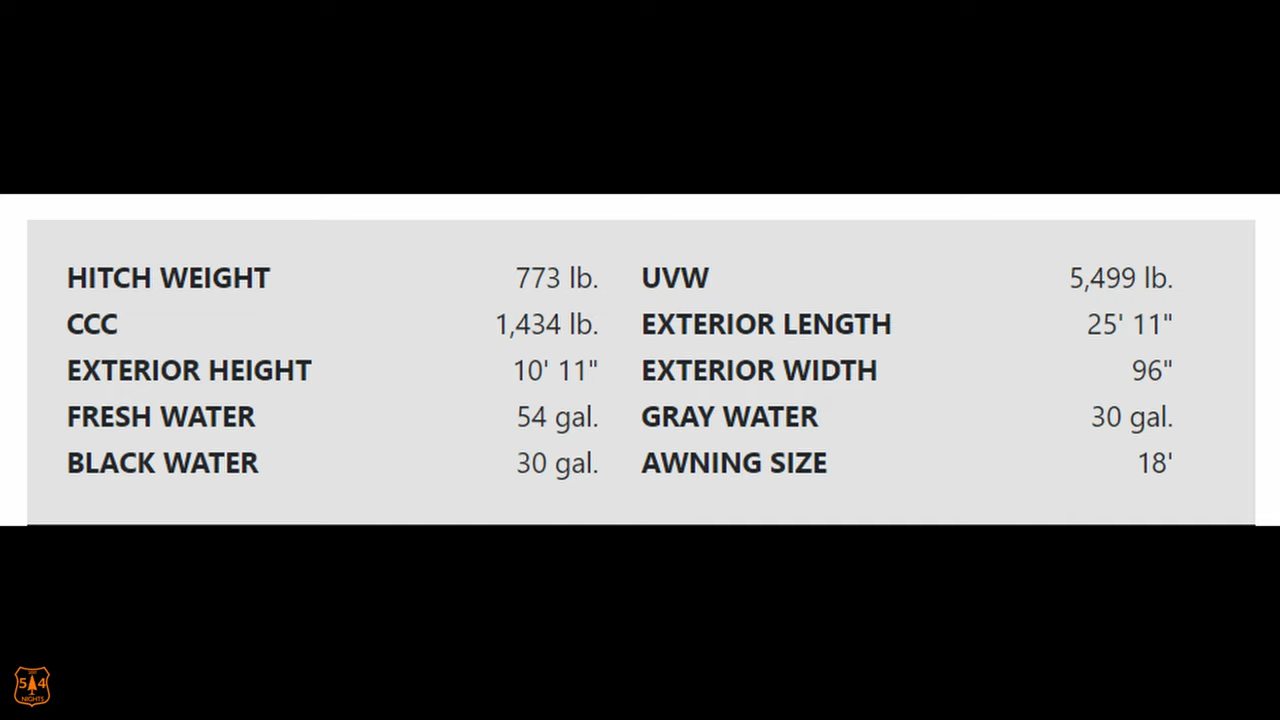 HITCH WEIGHT 773 lb. UVW 5,499 lb.
CCC 1,434 lb. EXTERIOR LENGTH 25' 11"
EXTERIOR HEIGHT 10' 11" EXTERIOR WIDTH 96"
FRESH WATER 54 gal. GRAY WATER 30 gal.
BLACK WATER 30 gal. AWNING SIZE 18'
54
NIGHTS